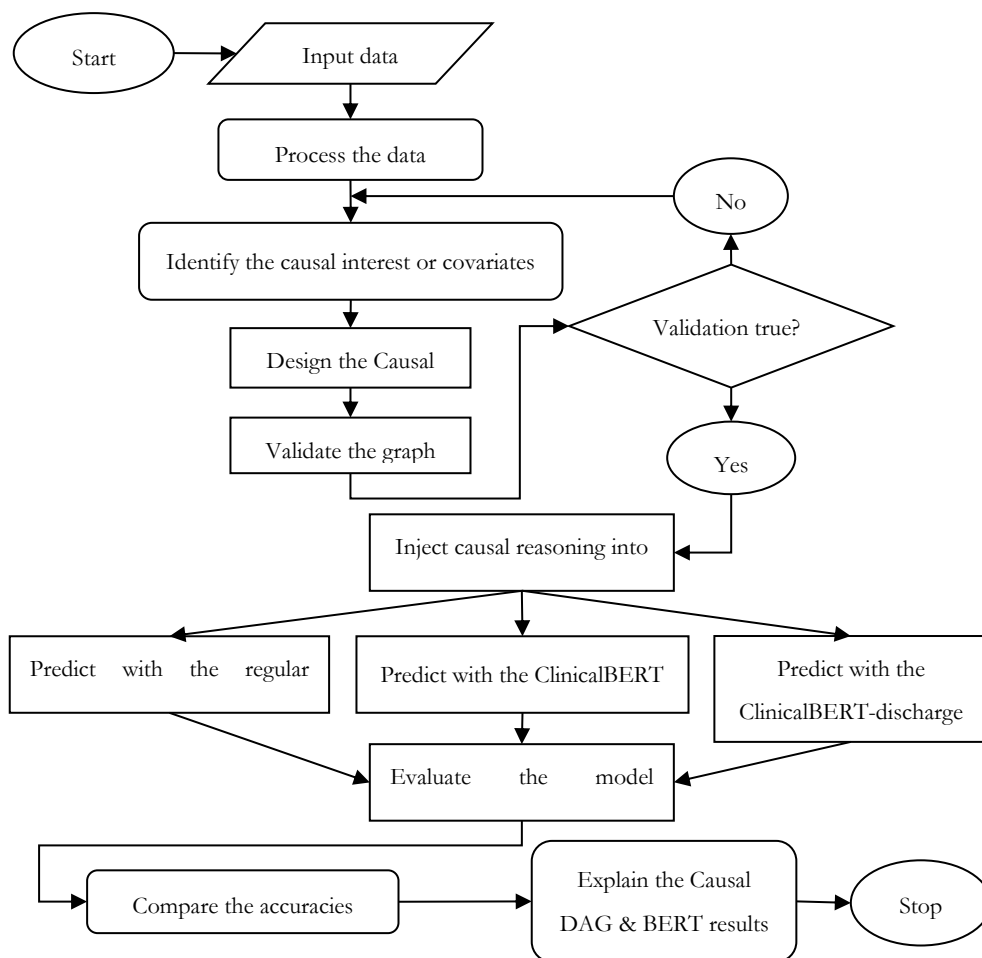 Start
Input data
Process the data
No
Identify the causal interest or covariates
Validation true?
Design the Causal
Validate the graph
Yes
Inject causal reasoning into
Predict with the regular
Predict with the ClinicalBERT
Predict with the
ClinicalBERT-discharge
Evaluate the model
Compare the accuracies
Explain the Causal
DAG & BERT results
Stop